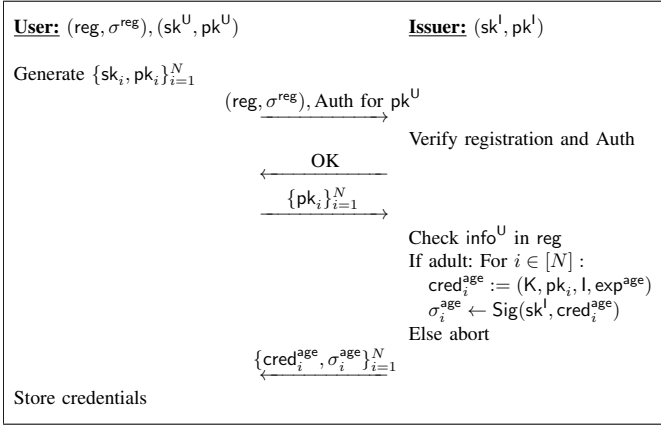 User: (reg, σ^reg), (sk^U, pk^U) Issuer: (sk^I, pk^I)
Generate {sk_i, pk_i}_{i=1}^N
(reg, σ^reg), Auth for pk^U
Verify registration and Auth
OK
{pk_i}_{i=1}^N
Check info^U in reg
If adult: For i ∈ [N] :
cred_i^age := (K, pk_i, I, exp^age)
σ_i^age ← Sig(sk^I, cred_i^age)
Else abort
{cred_i^age, σ_i^age}_{i=1}^N
Store credentials